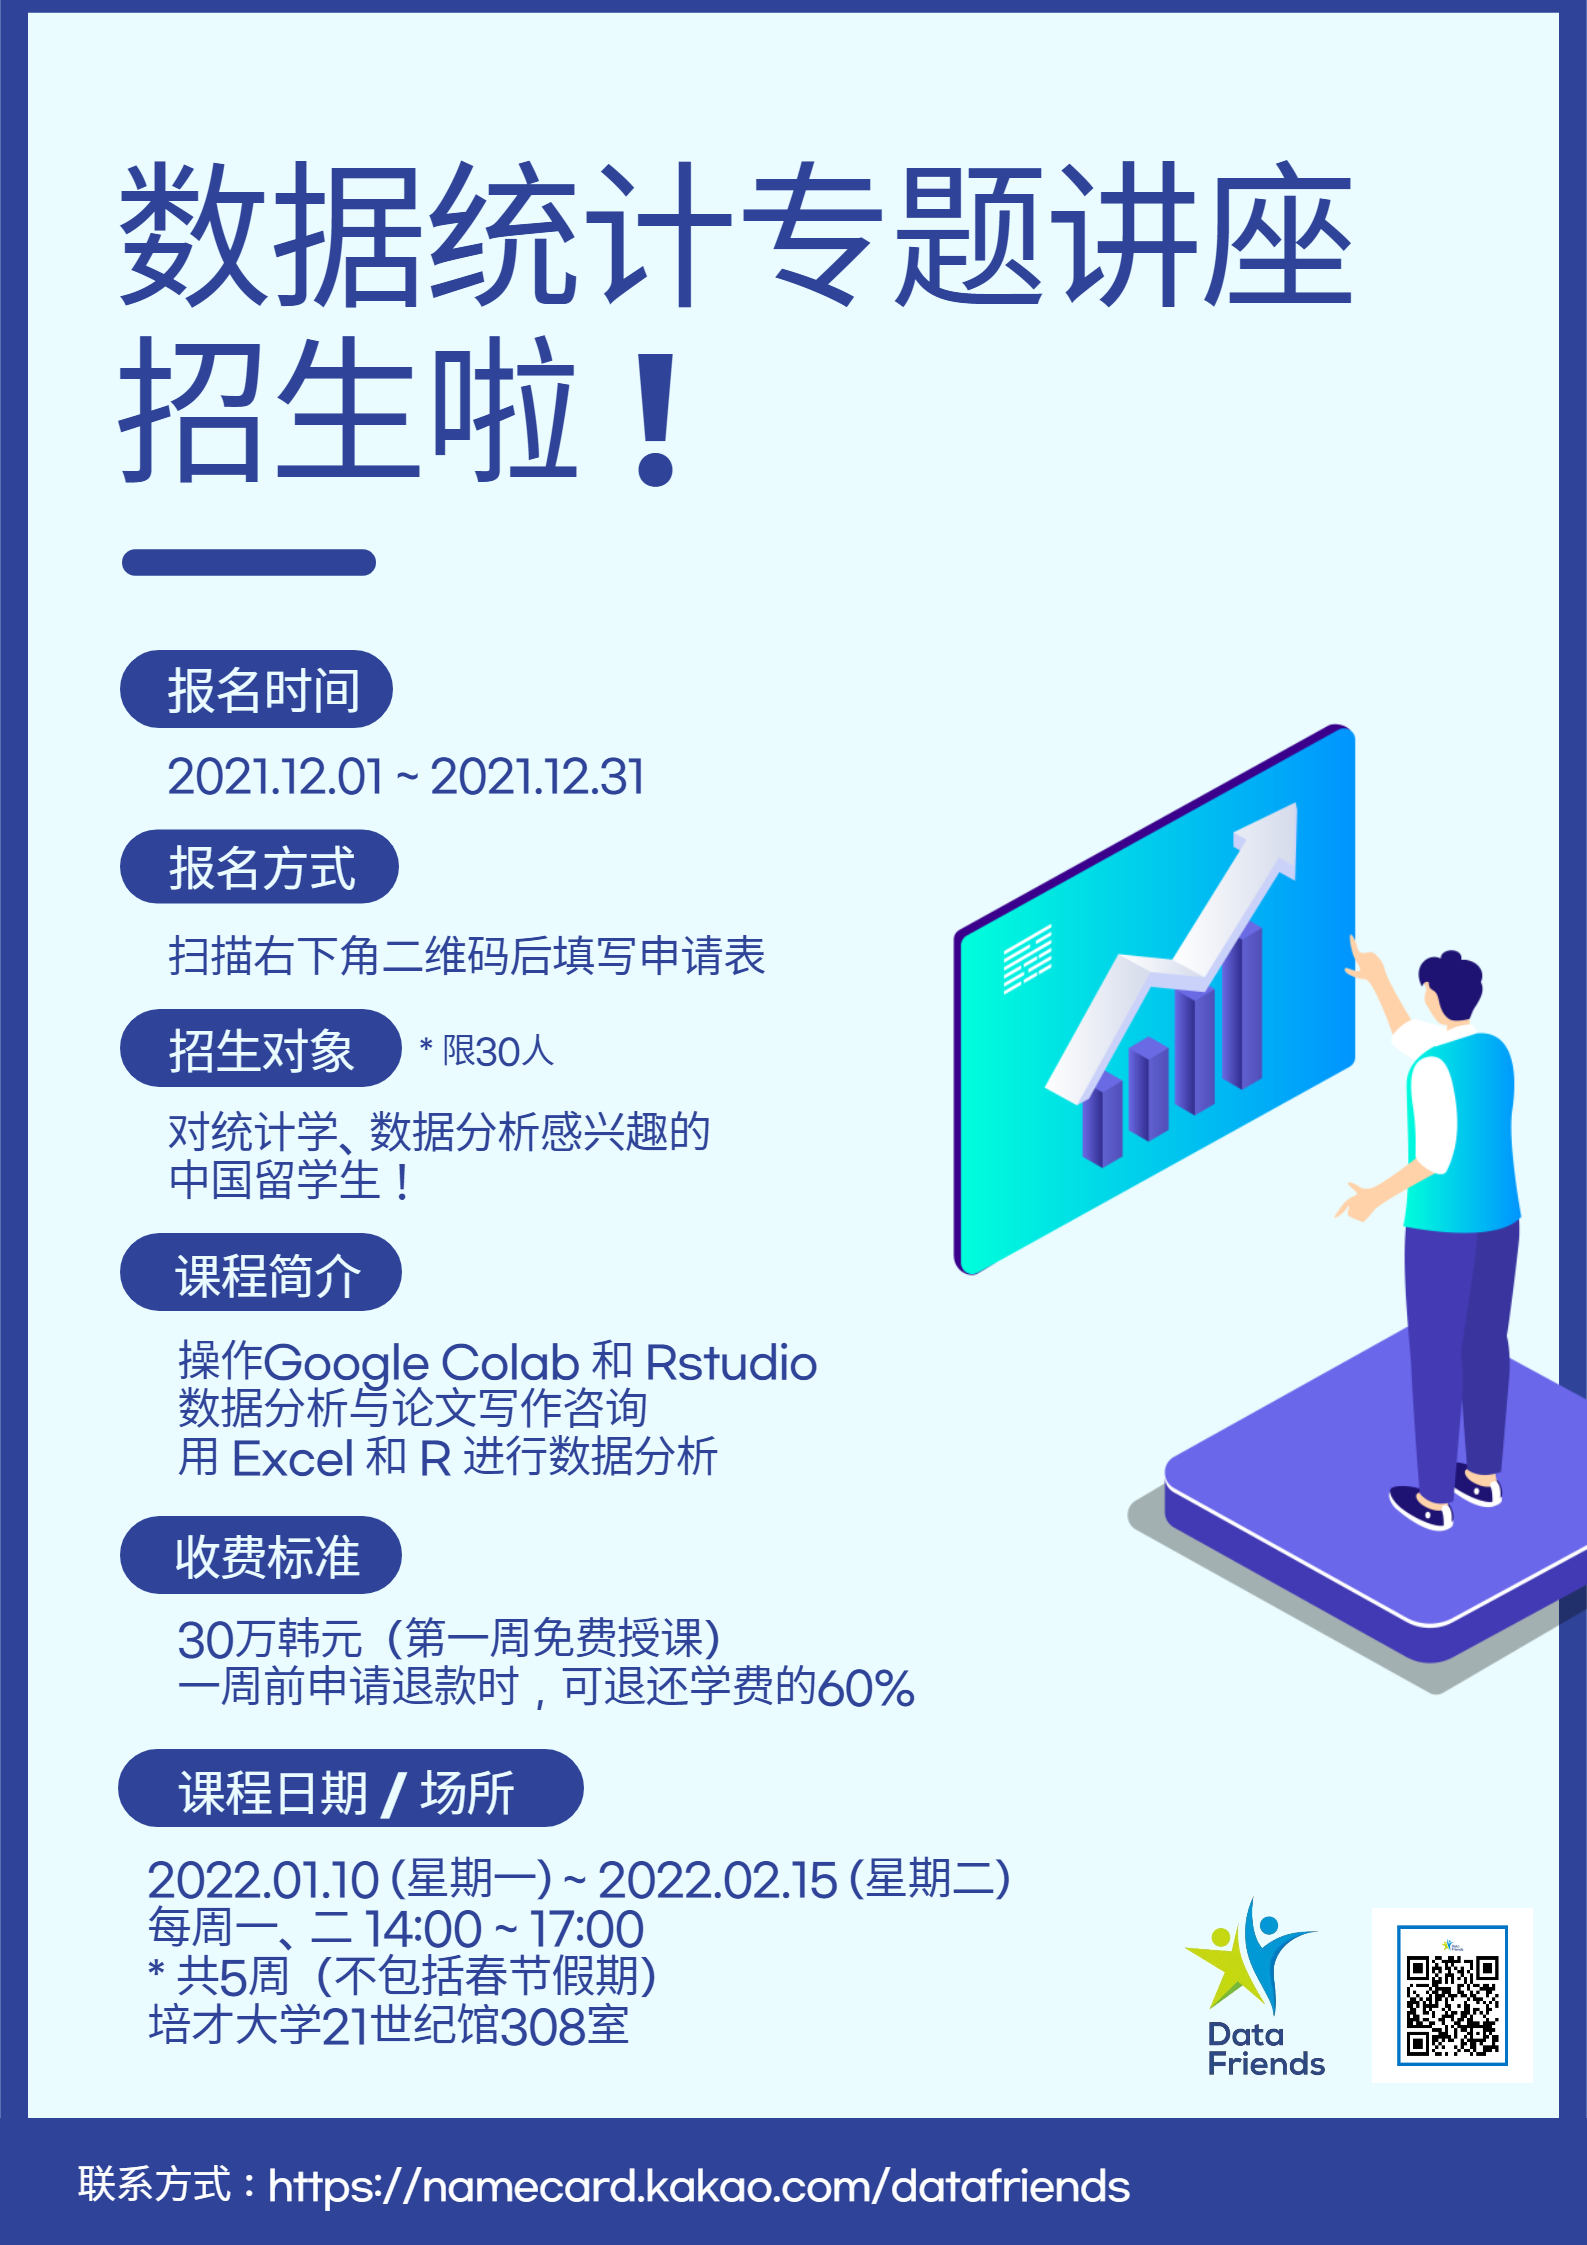 数据统计专题讲座
招生啦！
报名时间
2021.12.01 ~ 2021.12.31
报名方式
扫描右下角二维码后填写申请表
招生对象 * 限30人
对统计学、数据分析感兴趣的
中国留学生！
课程简介
操作Google Colab 和 Rstudio
数据分析与论文写作咨询
用 Excel 和 R 进行数据分析
收费标准
30万韩元（第一周免费授课）
一周前申请退款时，可退还学费的60%
课程日期 / 场所
2022.01.10 (星期一) ~ 2022.02.15 (星期二)
每周一、二 14:00 ~ 17:00
* 共5周（不包括春节假期）
培才大学21世纪馆308室
Data
Friends
联系方式：https://namecard.kakao.com/datafriends